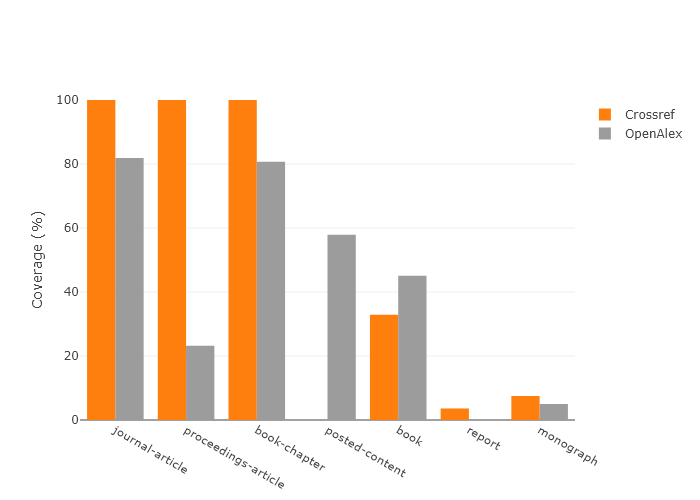 100
80
60
40
20
0
Coverage (%)
journal-article
proceedings-article
book-chapter
posted-content
book
report
monograph
Crossref
OpenAlex